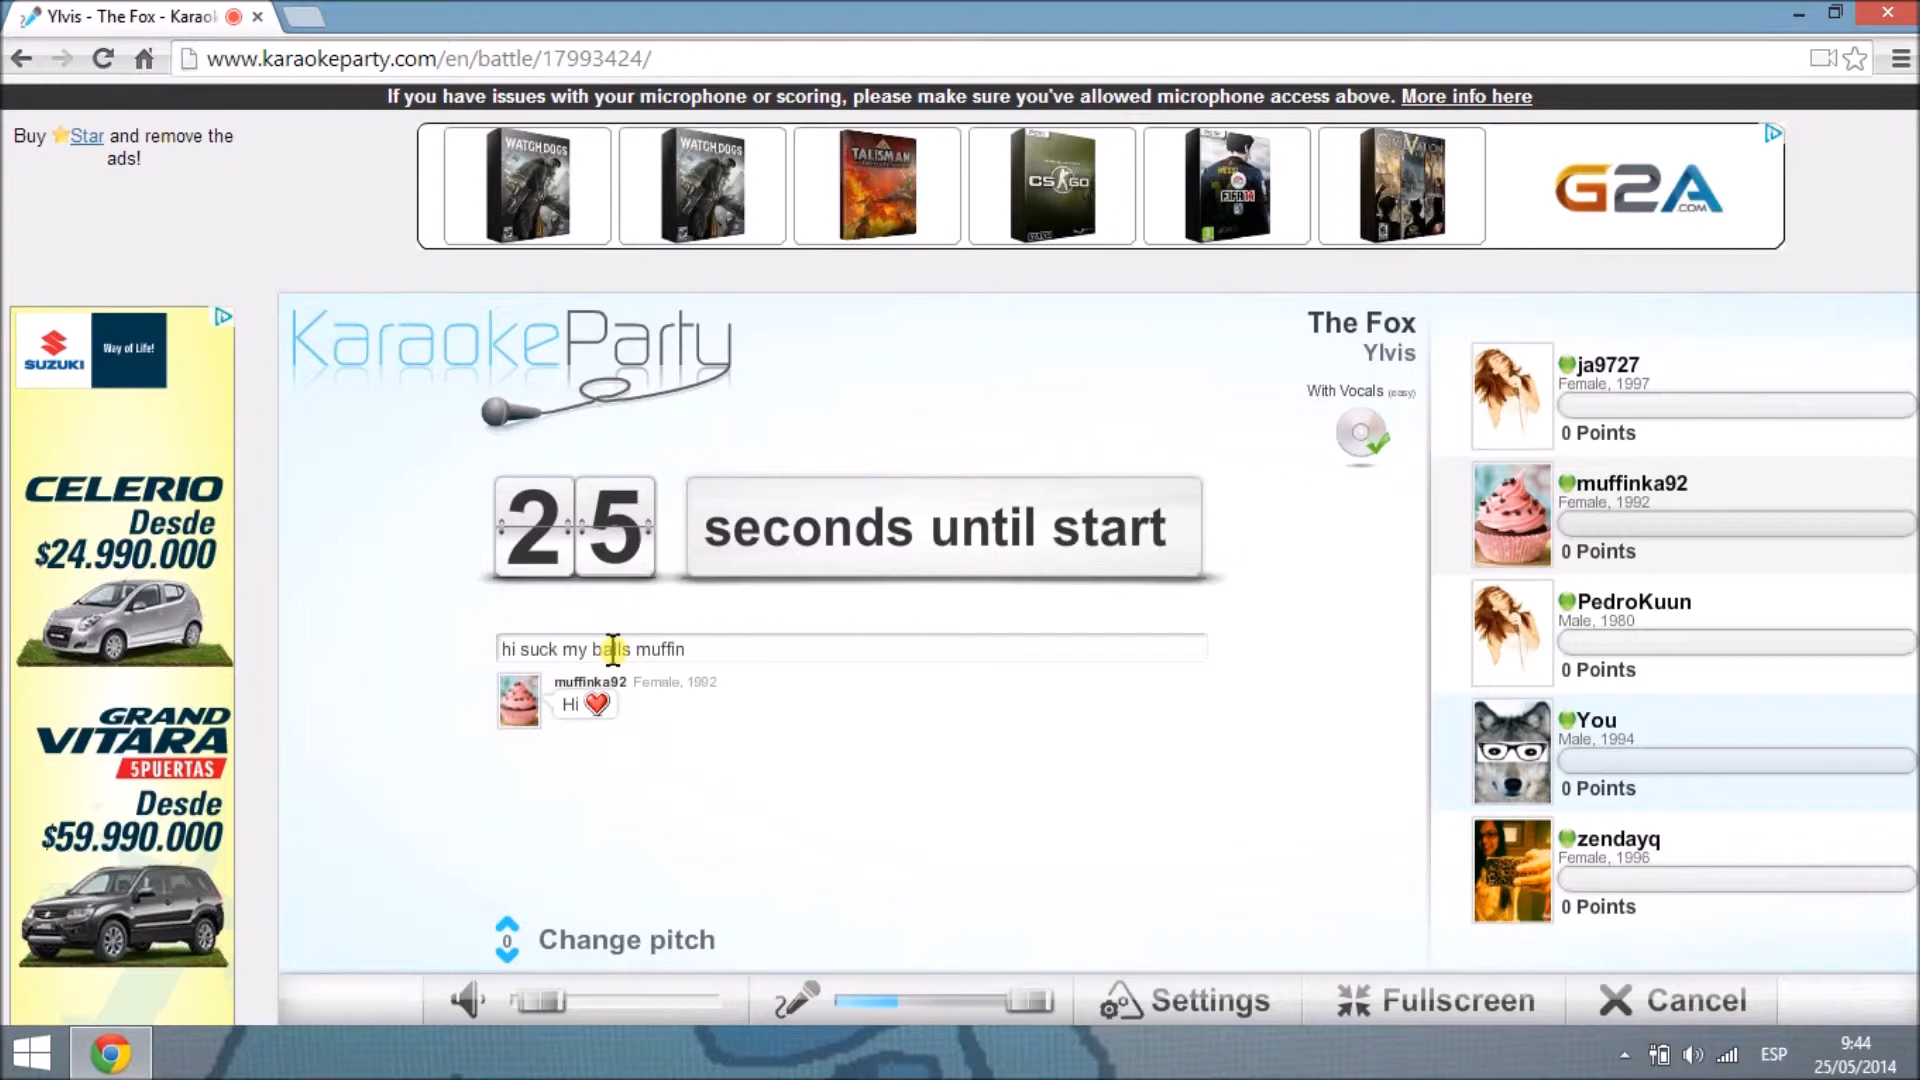 Ylvis - The Fox - Karaok
www.karaokeparty.com/en/battle/17993424/
If you have issues with your microphone or scoring, please make sure you've allowed microphone access above. More info here
Buy Star and remove the
ads!
WATCH DOGS
WATCH DOGS
TALISMAN
CS GO
FIFA 14
CIVILIZATION V
G2A
.COM
SUZUKI
Way of Life!
CELERIO
Desde
$24.990.000
GRAND
VITARA
5PUERTAS
Desde
$59.990.000
KaraokeParty
The Fox
Ylvis
With Vocals (easy)
25 seconds until start
hi suck my balls muffin
muffinka92 Female, 1992
Hi
0 Change pitch
ja9727
Female, 1997
0 Points
muffinka92
Female, 1992
0 Points
PedroKuun
Male, 1980
0 Points
You
Male, 1994
0 Points
zendayq
Female, 1996
0 Points
Settings
Fullscreen
Cancel
ESP
9:44
25/05/2014